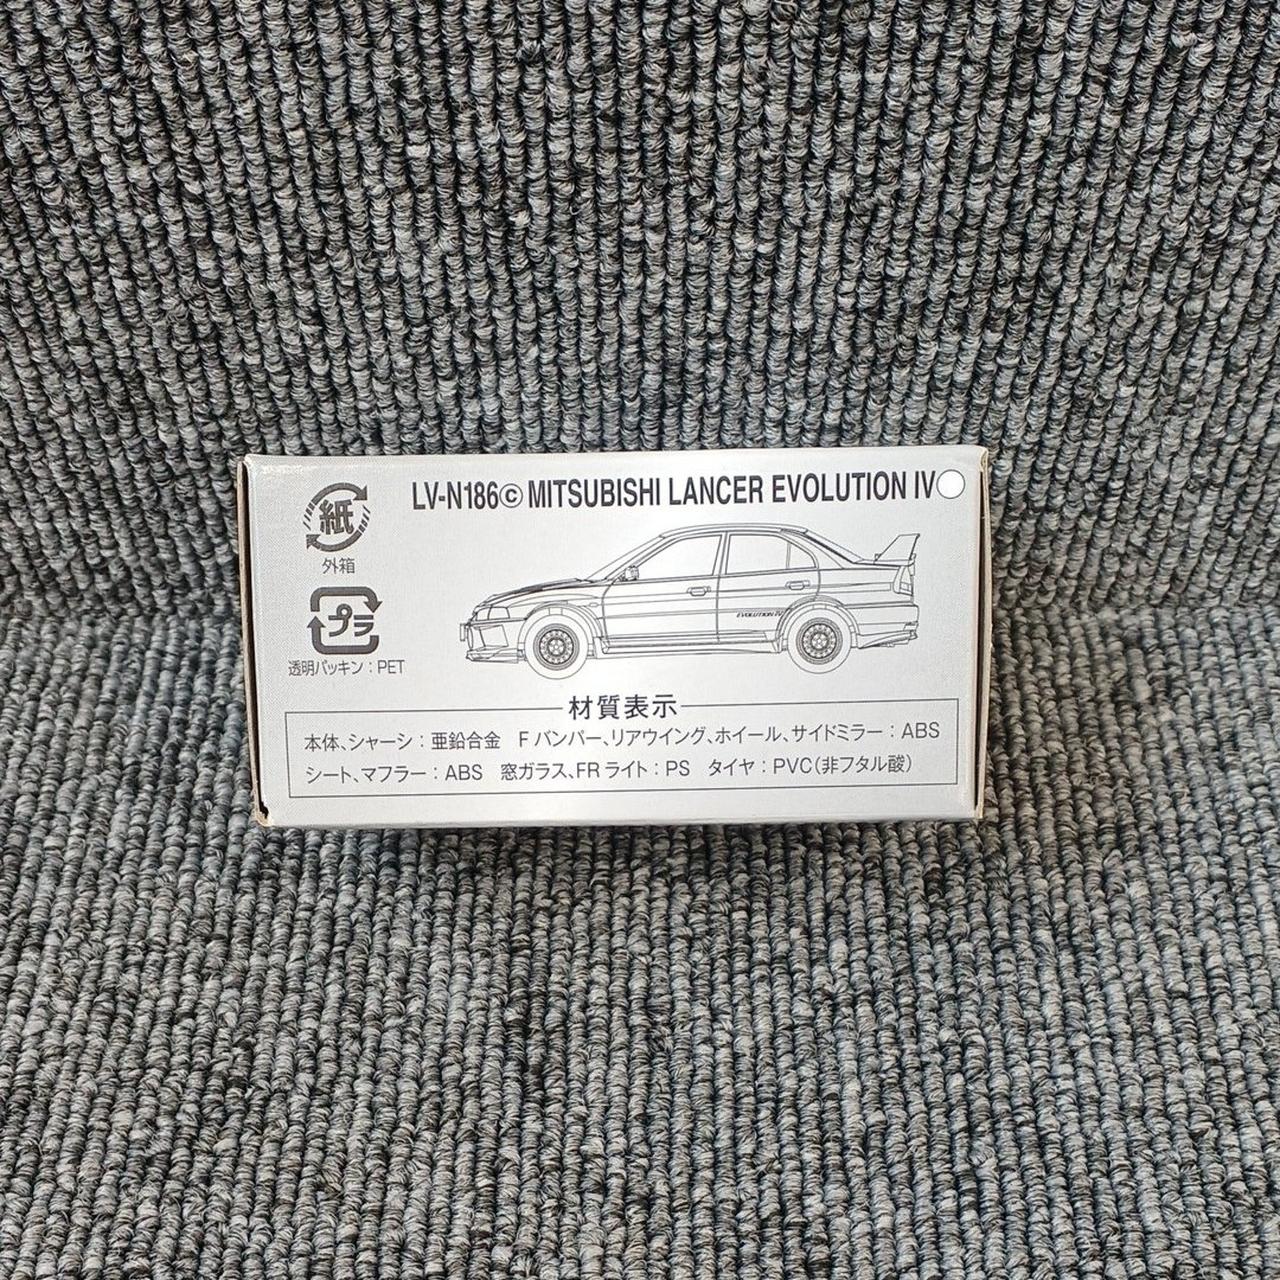 LV-N186ⓒ MITSUBISHI LANCER EVOLUTION IV
紙
外箱
プラ
透明パッキン：PET
EVOLUTION IV
材質表示
本体、シャーシ：亜鉛合金　Fバンパー、リアウイング、ホイール、サイドミラー：ABS
シート、マフラー：ABS　窓ガラス、FRライト：PS　タイヤ：PVC（非フタル酸）